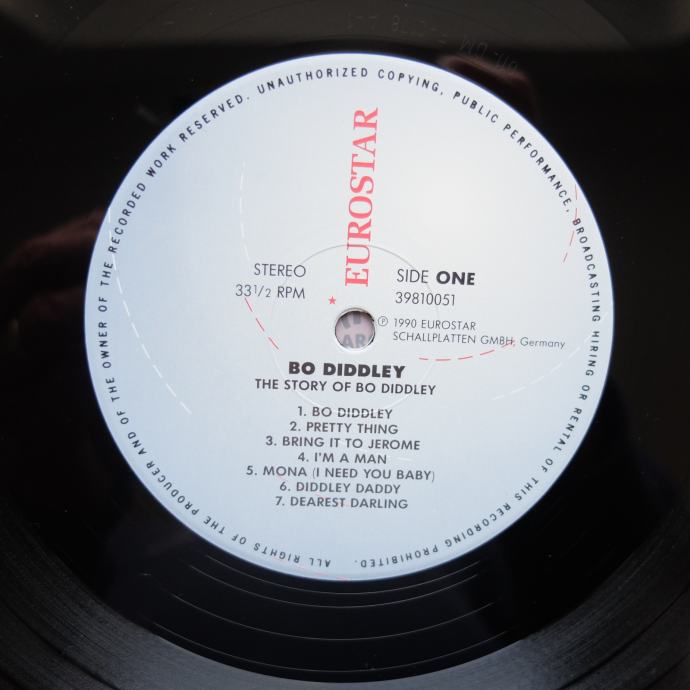 ALL RIGHTS OF THE PRODUCER AND OF THE OWNER OF THE RECORDED WORK RESERVED. UNAUTHORIZED COPYING, PUBLIC PERFORMANCE, BROADCASTING HIRING OR RENTAL OF THIS RECORDING PROHIBITED.
EUROSTAR
STEREO
33 1/2 RPM
SIDE ONE
39810051
℗ 1990 EUROSTAR
SCHALLPLATTEN GMBH, Germany
BO DIDDLEY
THE STORY OF BO DIDDLEY
1. BO DIDDLEY
2. PRETTY THING
3. BRING IT TO JEROME
4. I'M A MAN
5. MONA (I NEED YOU BABY)
6. DIDDLEY DADDY
7. DEAREST DARLING